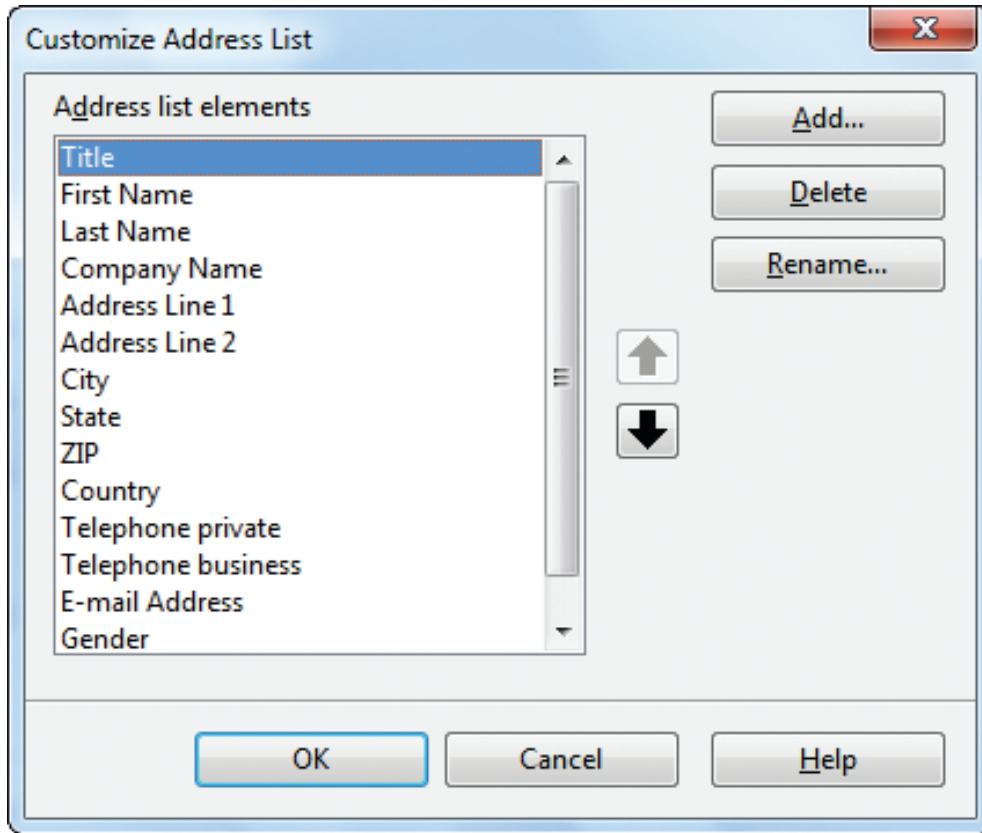 Customize Address List
Address list elements
Title
First Name
Last Name
Company Name
Address Line 1
Address Line 2
City
State
ZIP
Country
Telephone private
Telephone business
E-mail Address
Gender
Add...
Delete
Rename...
OK
Cancel
Help